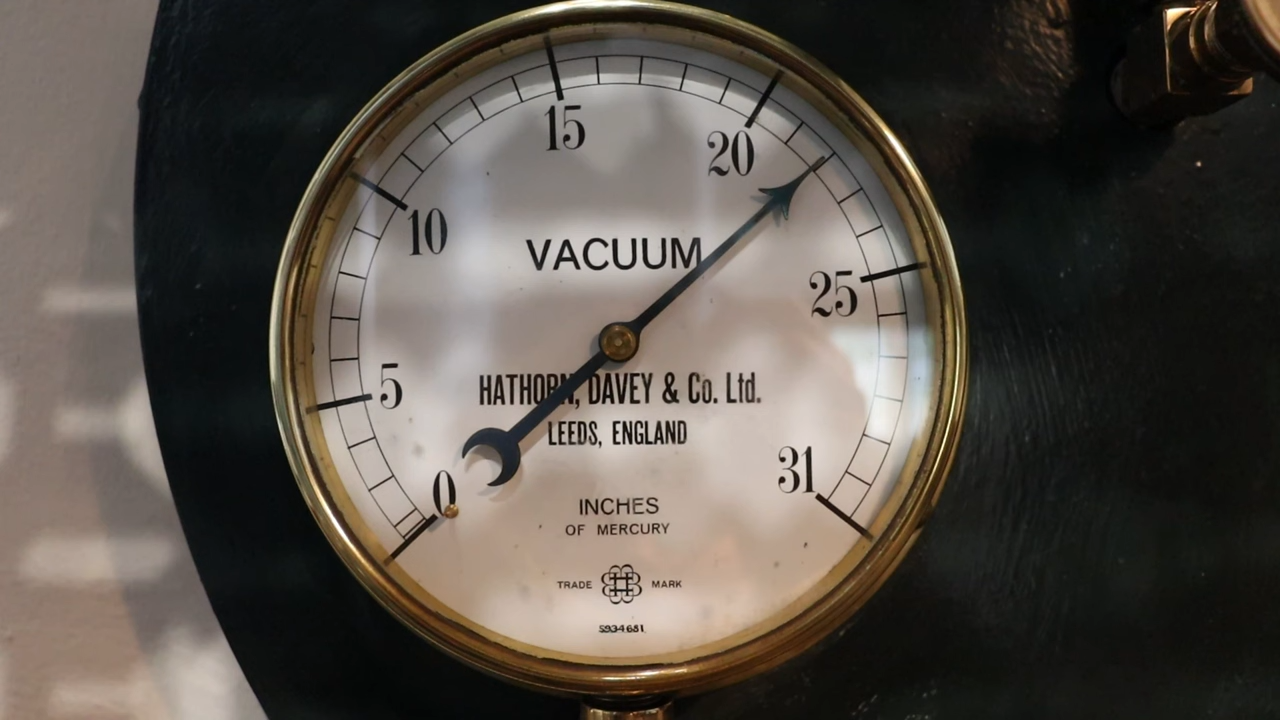 15
20
10
VACUUM
25
5
HATHORN, DAVEY & Co. Ltd.
LEEDS, ENGLAND
31
0
INCHES
OF MERCURY
TRADE H MARK
S934681